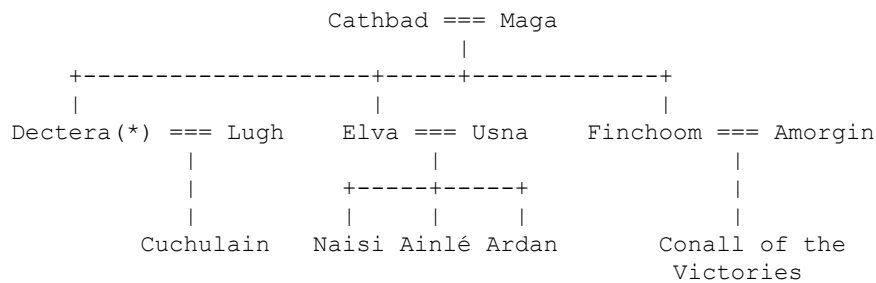 Cathbad === Maga
Dectera(*) === Lugh Elva === Usna Finchoom === Amorgin
Cuchulain Naisi Ainlé Ardan Conall of the
Victories